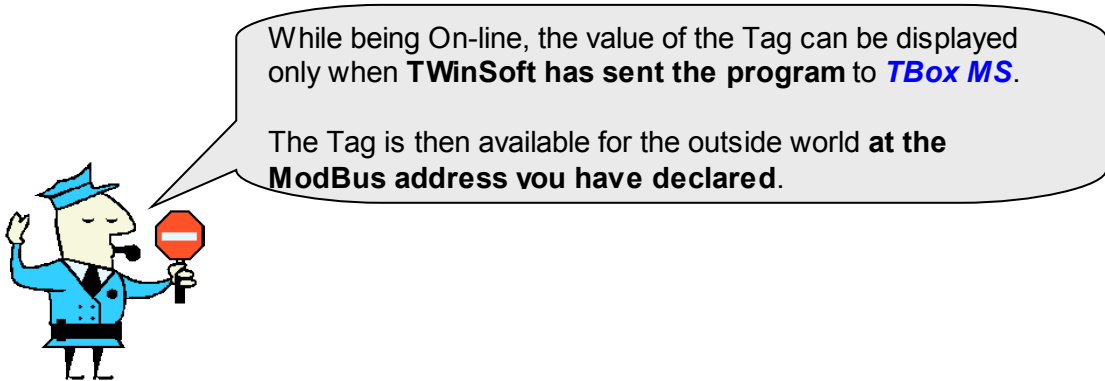 While being On-line, the value of the Tag can be displayed
only when TWinSoft has sent the program to TBox MS.
The Tag is then available for the outside world at the
ModBus address you have declared.